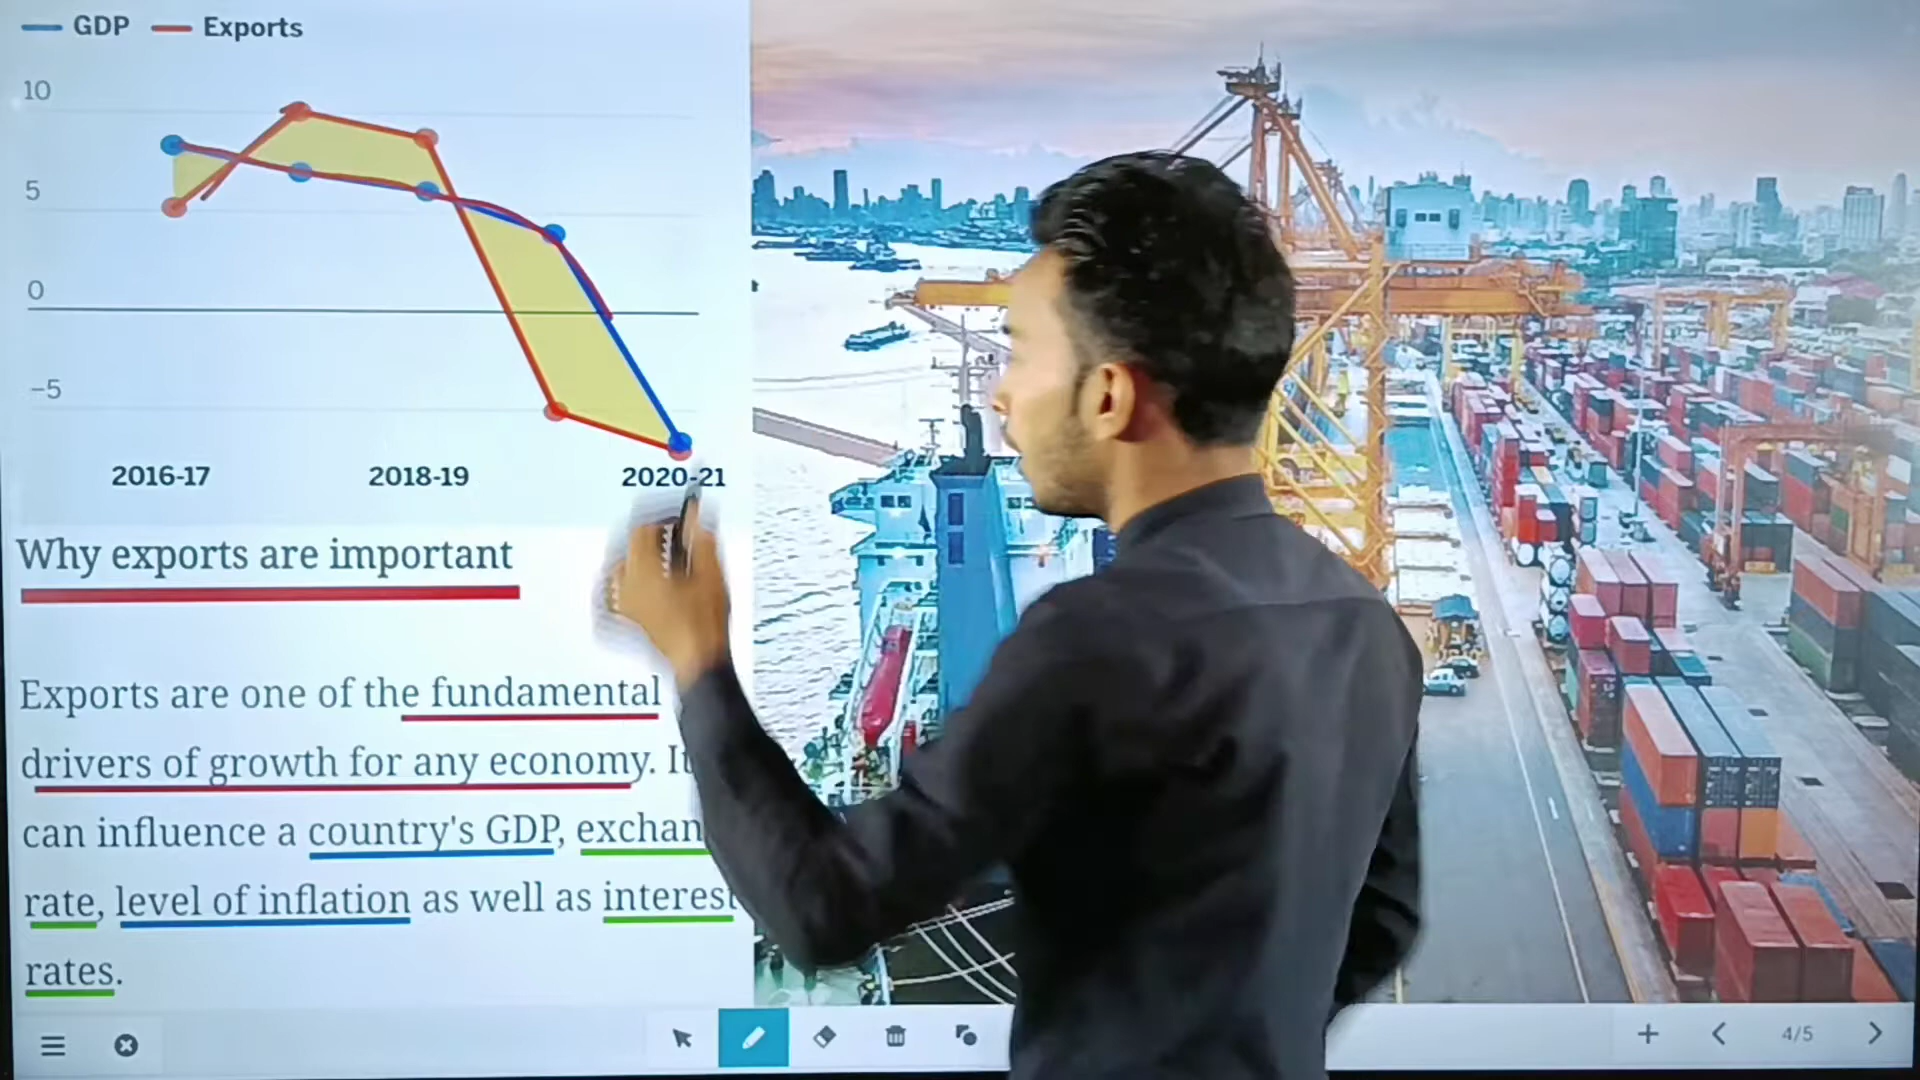 GDP Exports
10
5
0
-5
2016-17 2018-19 2020-21
Why exports are important
Exports are one of the fundamental
drivers of growth for any economy. It
can influence a country's GDP, exchan
rate, level of inflation as well as interest
rates.
4/5